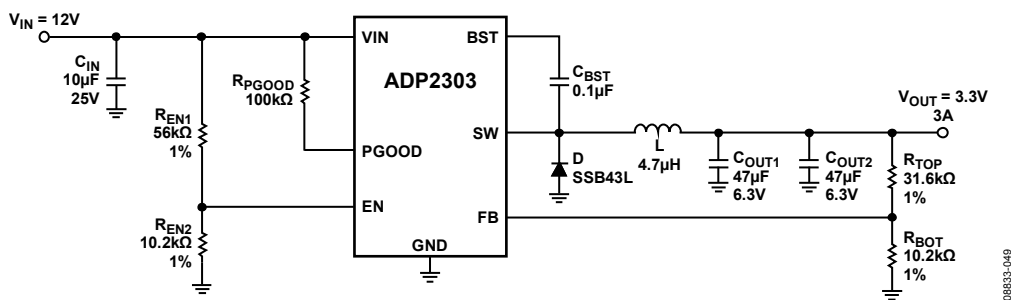 V_IN = 12V
C_IN
10µF
25V
R_EN1
56kΩ
1%
R_EN2
10.2kΩ
1%
R_PGOOD
100kΩ
VIN
BST
ADP2303
PGOOD
SW
EN
FB
GND
C_BST
0.1µF
D
SSB43L
L
4.7µH
C_OUT1
47µF
6.3V
C_OUT2
47µF
6.3V
V_OUT = 3.3V
3A
R_TOP
31.6kΩ
1%
R_BOT
10.2kΩ
1%
08833-049